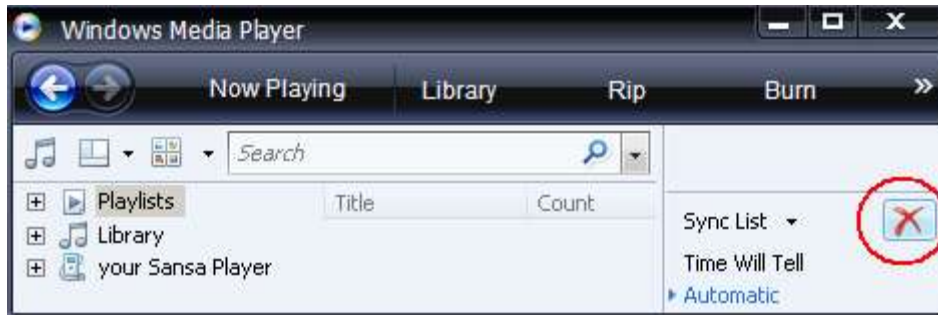 Windows Media Player
Now Playing Library Rip Burn »
Search
Playlists Title Count
Library
your Sansa Player
Sync List
Time Will Tell
Automatic